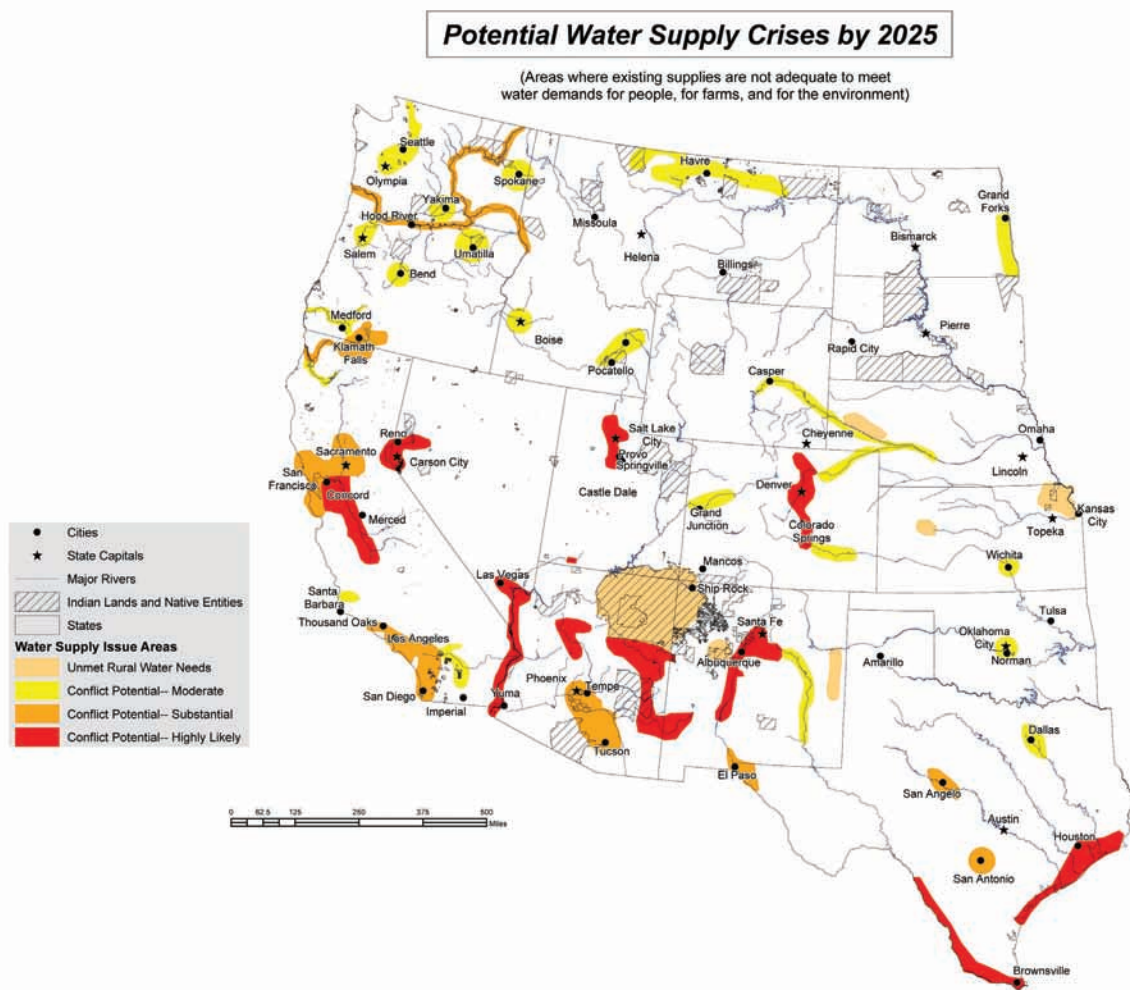 Potential Water Supply Crises by 2025
(Areas where existing supplies are not adequate to meet
water demands for people, for farms, and for the environment)
Seattle
Olympia
Spokane
Yakima
Hood River
Salem
Umatilla
Bend
Medford
Klamath
Falls
Havre
Missoula
Helena
Billings
Boise
Pocatello
Grand
Forks
Bismarck
Pierre
Rapid City
Casper
Cheyenne
Omaha
Lincoln
Reno
Carson City
Sacramento
San
Francisco
Concord
Merced
Salt Lake
City
Provo
Springville
Castle Dale
Grand
Junction
Denver
Colorado
Springs
Kansas
City
Topeka
Wichita
Mancos
Ship Rock
Las Vegas
Santa
Barbara
Thousand Oaks
Los Angeles
San Diego
Imperial
Yuma
Phoenix
Tempe
Tucson
Santa Fe
Albuquerque
El Paso
Amarillo
Tulsa
Oklahoma
City
Norman
Dallas
San Angelo
Austin
Houston
San Antonio
Brownsville
Cities
State Capitals
Major Rivers
Indian Lands and Native Entities
States
Water Supply Issue Areas
Unmet Rural Water Needs
Conflict Potential-- Moderate
Conflict Potential-- Substantial
Conflict Potential-- Highly Likely
0 62.5 125 250 375 500
Miles